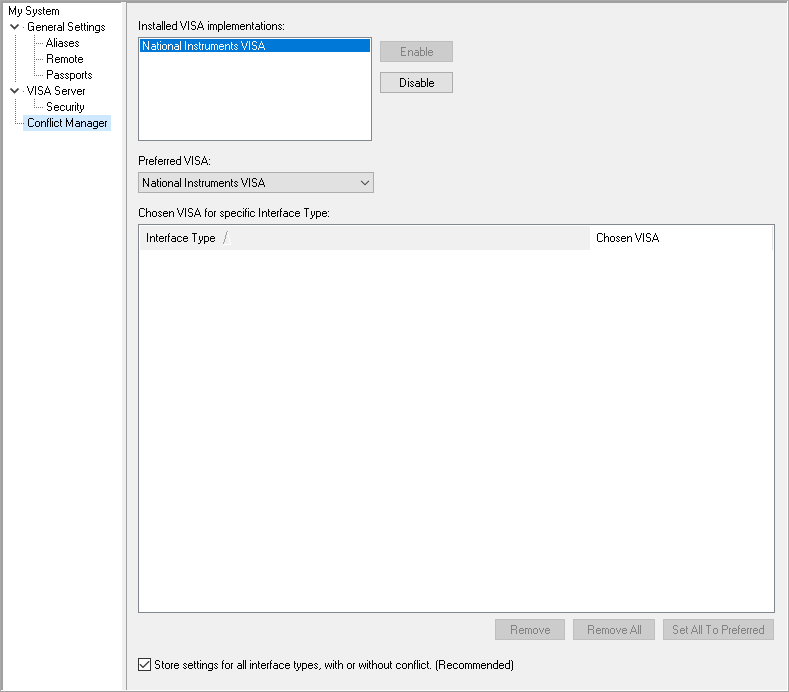 My System
General Settings
Aliases
Remote
Passports
VISA Server
Security
Conflict Manager
Installed VISA implementations:
National Instruments VISA
Enable
Disable
Preferred VISA:
National Instruments VISA
Chosen VISA for specific Interface Type:
Interface Type /
Chosen VISA
Remove
Remove All
Set All To Preferred
Store settings for all interface types, with or without conflict. (Recommended)